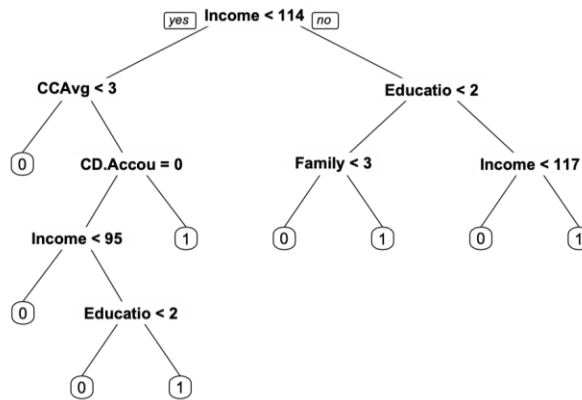 yes Income < 114 no
CCAvg < 3 Educatio < 2
0 CD.Accou = 0 Family < 3 Income < 117
Income < 95 1 0 1 0 1
0 Educatio < 2
0 1